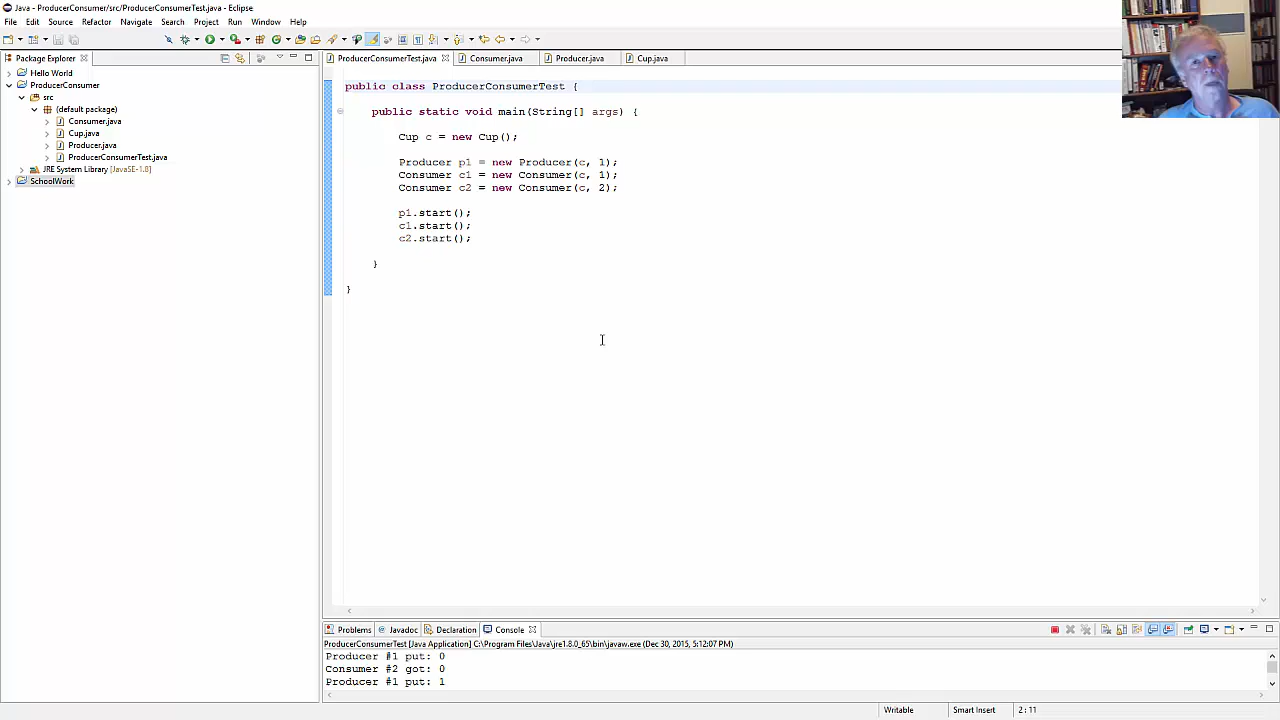 Java - ProducerConsumer/src/ProducerConsumerTest.java - Eclipse
File Edit Source Refactor Navigate Search Project Run Window Help
Package Explorer
Hello World
ProducerConsumer
src
(default package)
Consumer.java
Cup.java
Producer.java
ProducerConsumerTest.java
JRE System Library [JavaSE-1.8]
SchoolWork
ProducerConsumerTest.java Consumer.java Producer.java Cup.java
public class ProducerConsumerTest {
public static void main(String[] args) {
Cup c = new Cup();
Producer p1 = new Producer(c, 1);
Consumer c1 = new Consumer(c, 1);
Consumer c2 = new Consumer(c, 2);
p1.start();
c1.start();
c2.start();
}
}
Problems Javadoc Declaration Console
ProducerConsumerTest [Java Application] C:\Program Files\Java\jre1.8.0_65\bin\javaw.exe (Dec 30, 2015, 5:12:07 PM)
Producer #1 put: 0
Consumer #2 got: 0
Producer #1 put: 1
Writable Smart Insert 2 : 11